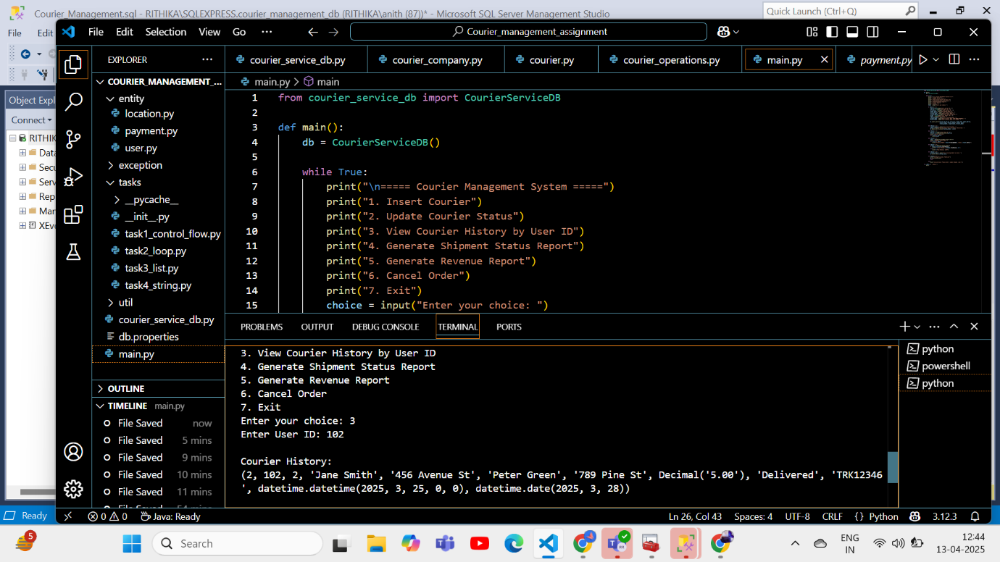 Courier_Management.sql - RITHIKA\SQLEXPRESS.courier_management_db (RITHIKA\anith (87))* - Microsoft SQL Server Management Studio
Quick Launch (Ctrl+Q)
File Edit
Object Expl
Connect
RITHIK
Data
Secu
Serv
Rep
Mar
XEv
Ready
File Edit Selection View Go ···
Courier_management_assignment
EXPLORER ···
COURIER_MANAGEMENT_...
entity
location.py
payment.py
user.py
exception
tasks
__pycache__
__init__.py
task1_control_flow.py
task2_loop.py
task3_list.py
task4_string.py
util
courier_service_db.py
db.properties
main.py
OUTLINE
TIMELINE main.py
File Saved now
File Saved 5 mins
File Saved 9 mins
File Saved 10 mins
File Saved 11 mins
courier_service_db.py courier_company.py courier.py courier_operations.py main.py payment.py
main.py > main
1 from courier_service_db import CourierServiceDB
2
3 def main():
4 db = CourierServiceDB()
5
6 while True:
7 print("\n===== Courier Management System =====")
8 print("1. Insert Courier")
9 print("2. Update Courier Status")
10 print("3. View Courier History by User ID")
11 print("4. Generate Shipment Status Report")
12 print("5. Generate Revenue Report")
13 print("6. Cancel Order")
14 print("7. Exit")
15 choice = input("Enter your choice: ")
PROBLEMS OUTPUT DEBUG CONSOLE TERMINAL PORTS
3. View Courier History by User ID
4. Generate Shipment Status Report
5. Generate Revenue Report
6. Cancel Order
7. Exit
Enter your choice: 3
Enter User ID: 102
Courier History:
(2, 102, 2, 'Jane Smith', '456 Avenue St', 'Peter Green', '789 Pine St', Decimal('5.00'), 'Delivered', 'TRK12346
', datetime.datetime(2025, 3, 25, 0, 0), datetime.date(2025, 3, 28))
python
powershell
python
0 0 Java: Ready
Ln 26, Col 43 Spaces: 4 UTF-8 CRLF {} Python 3.12.3
5
Search
ENG
IN
12:44
13-04-2025